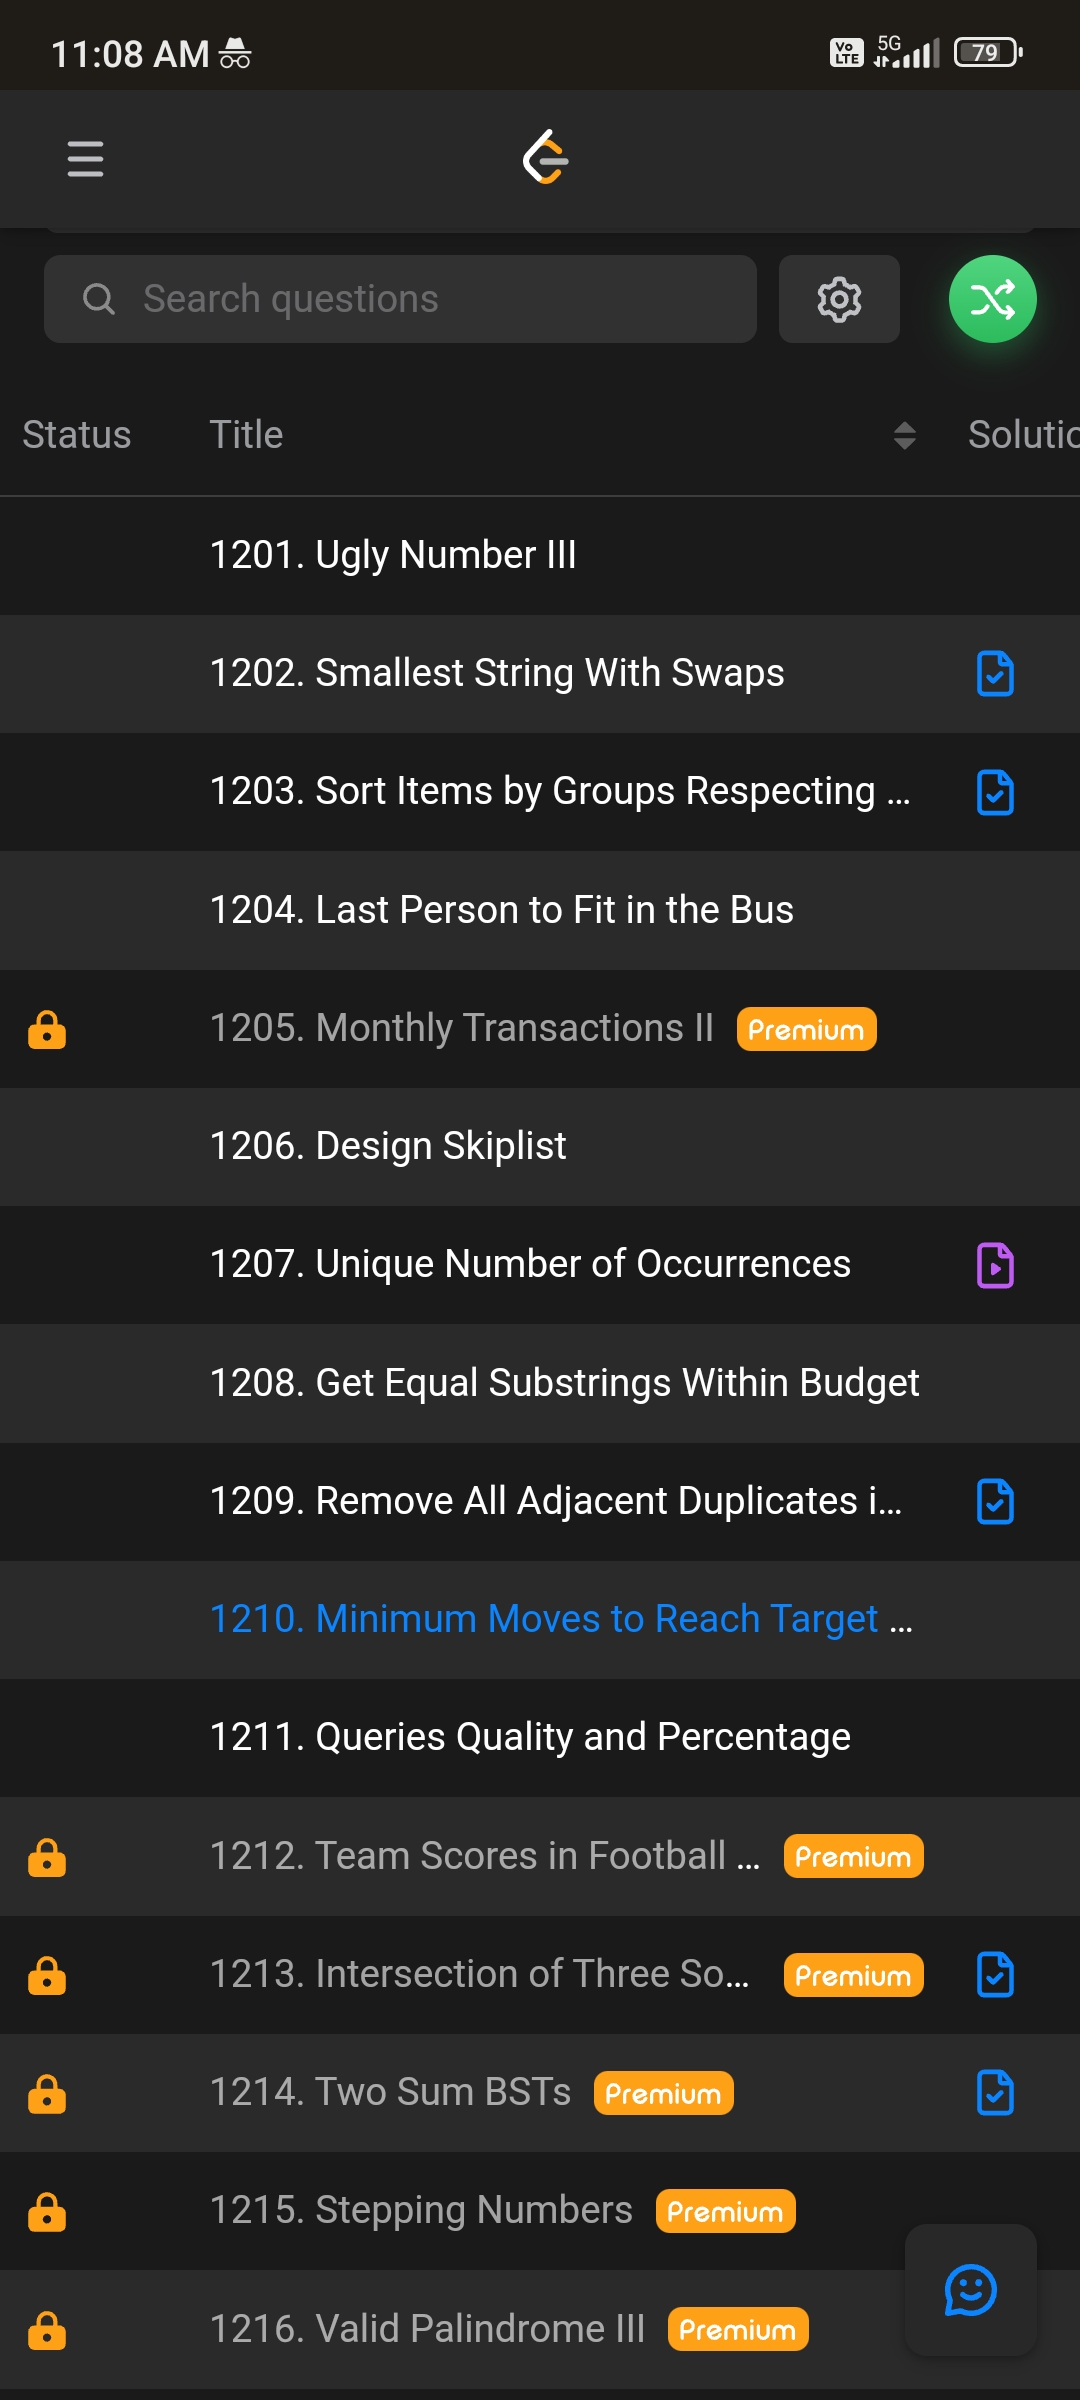 11:08 AM
Vo LTE 5G 79
Search questions
Status Title Solutio
1201. Ugly Number III
1202. Smallest String With Swaps
1203. Sort Items by Groups Respecting ...
1204. Last Person to Fit in the Bus
1205. Monthly Transactions II Premium
1206. Design Skiplist
1207. Unique Number of Occurrences
1208. Get Equal Substrings Within Budget
1209. Remove All Adjacent Duplicates i...
1210. Minimum Moves to Reach Target ...
1211. Queries Quality and Percentage
1212. Team Scores in Football ... Premium
1213. Intersection of Three So... Premium
1214. Two Sum BSTs Premium
1215. Stepping Numbers Premium
1216. Valid Palindrome III Premium